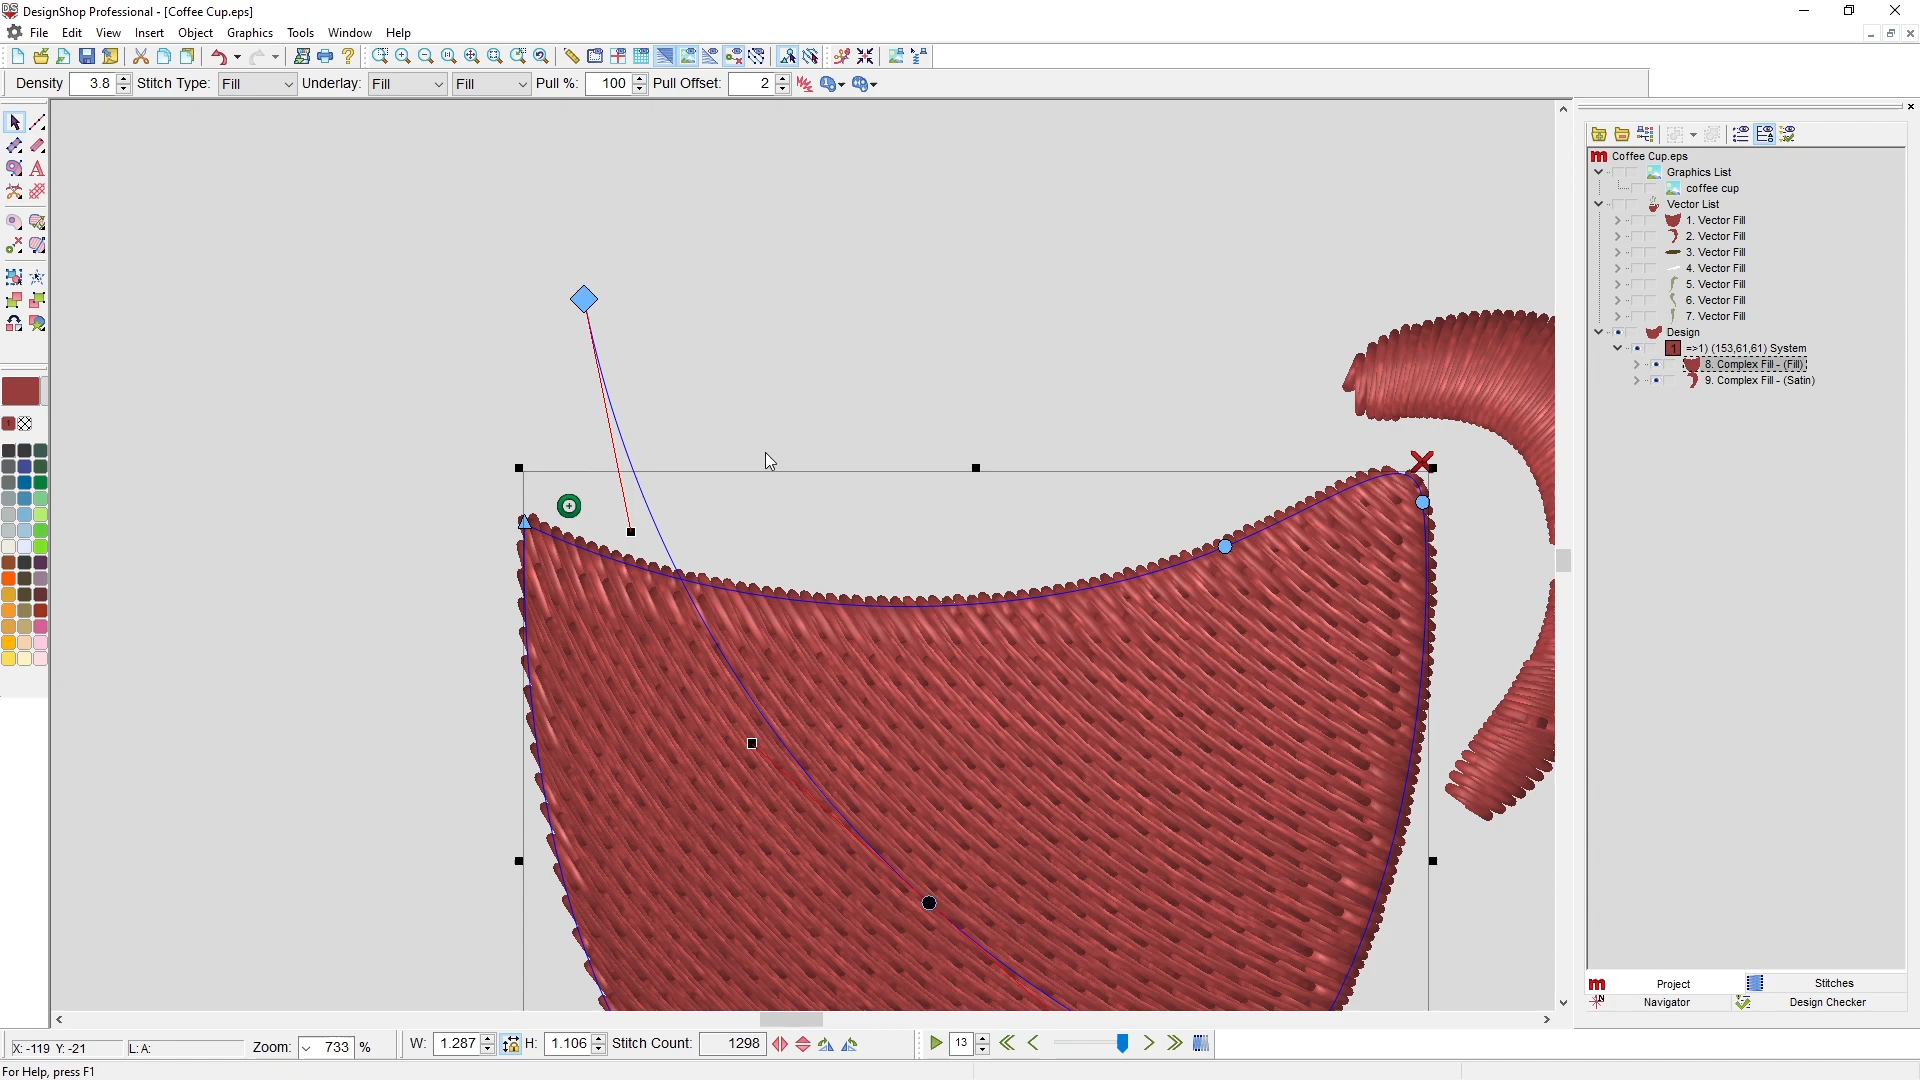 DesignShop Professional - [Coffee Cup.eps]
File Edit View Insert Object Graphics Tools Window Help
Density 3.8 Stitch Type: Fill Underlay: Fill Fill Pull %: 100 Pull Offset: 2
Coffee Cup.eps
Graphics List
coffee cup
Vector List
1. Vector Fill
2. Vector Fill
3. Vector Fill
4. Vector Fill
5. Vector Fill
6. Vector Fill
7. Vector Fill
Design
1 =>1) (153,61,61) System
8. Complex Fill - (Fill)
9. Complex Fill - (Satin)
Project Stitches
Navigator Design Checker
X: -119 Y: -21 L: A: Zoom: 733 % W: 1.287 H: 1.106 Stitch Count: 1298 13
For Help, press F1